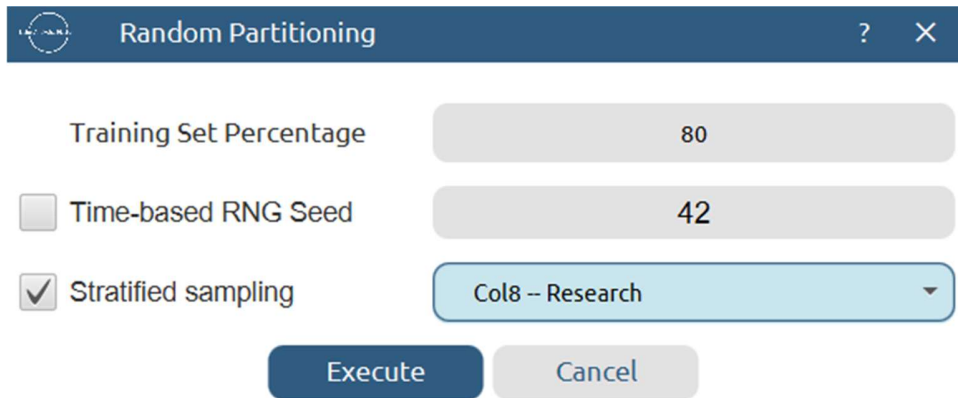 Random Partitioning ? ×
Training Set Percentage 80
Time-based RNG Seed 42
Stratified sampling Col8 -- Research
Execute Cancel